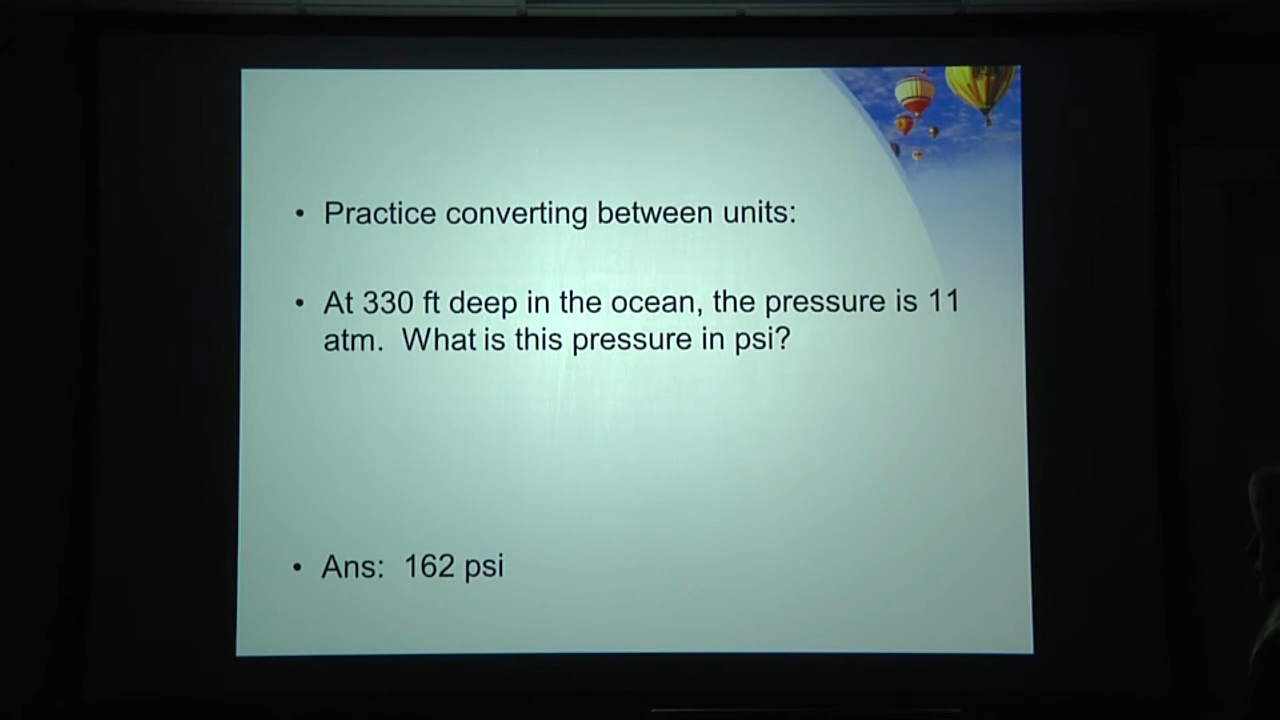 • Practice converting between units:
• At 330 ft deep in the ocean, the pressure is 11
atm.  What is this pressure in psi?
• Ans:  162 psi